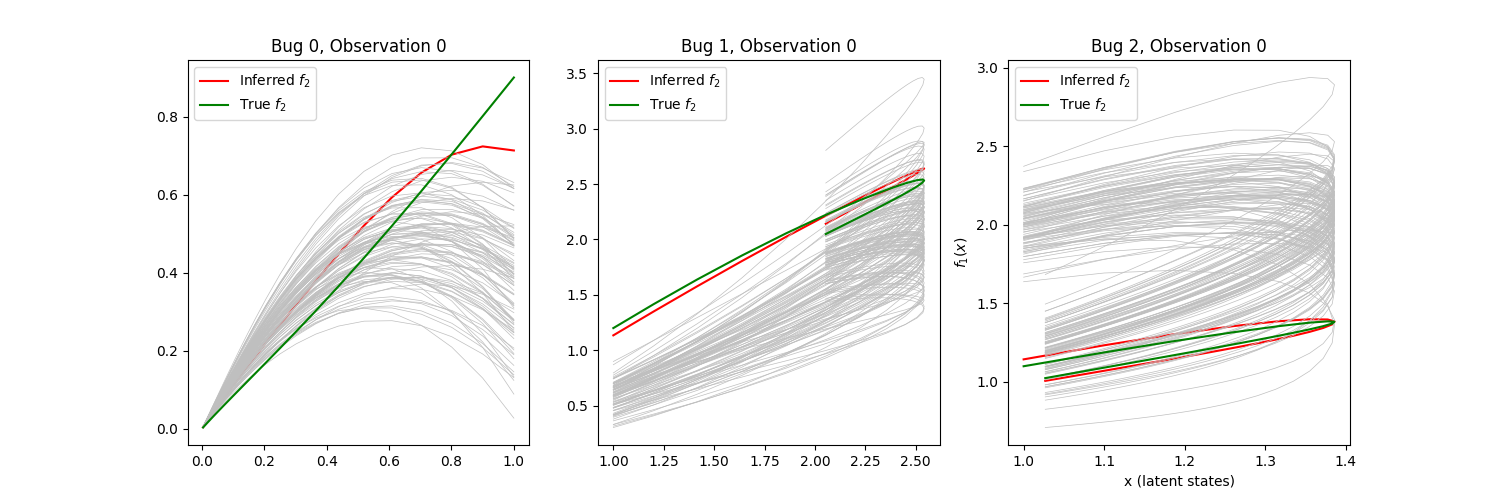 Bug 0, Observation 0
Inferred f₂
True f₂
0.8
0.6
0.4
0.2
0.0
0.0 0.2 0.4 0.6 0.8 1.0
Bug 1, Observation 0
Inferred f₂
True f₂
3.5
3.0
2.5
2.0
1.5
1.0
0.5
1.00 1.25 1.50 1.75 2.00 2.25 2.50
Bug 2, Observation 0
Inferred f₂
True f₂
3.0
2.5
2.0
1.5
1.0
f₁(x)
1.0 1.1 1.2 1.3 1.4
x (latent states)